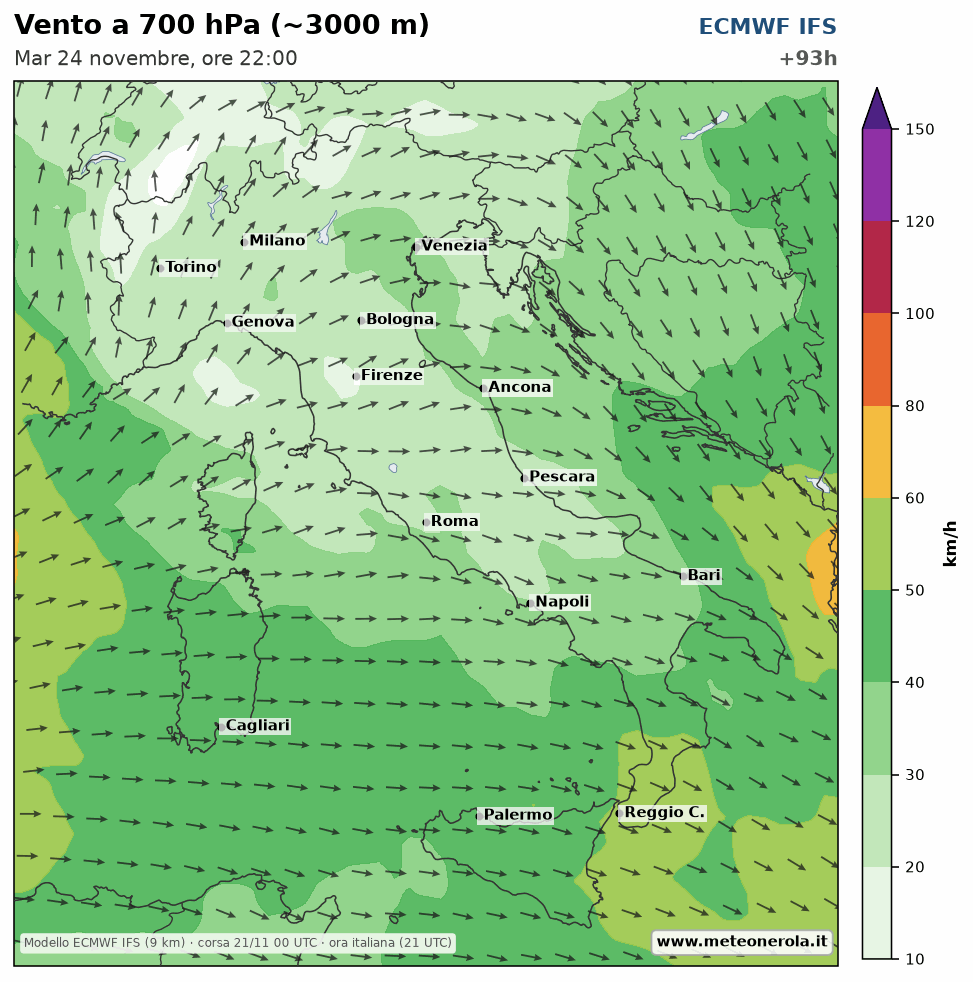 Vento a 700 hPa (~3000 m)
ECMWF IFS
Mar 24 novembre, ore 22:00
+93h
150
120
100
80
60
50
40
30
20
10
km/h
Milano
Venezia
Torino
Genova
Bologna
Firenze
Ancona
Pescara
Roma
Bari
Napoli
Cagliari
Palermo
Reggio C.
Modello ECMWF IFS (9 km) · corsa 21/11 00 UTC · ora italiana (21 UTC)
www.meteonerola.it